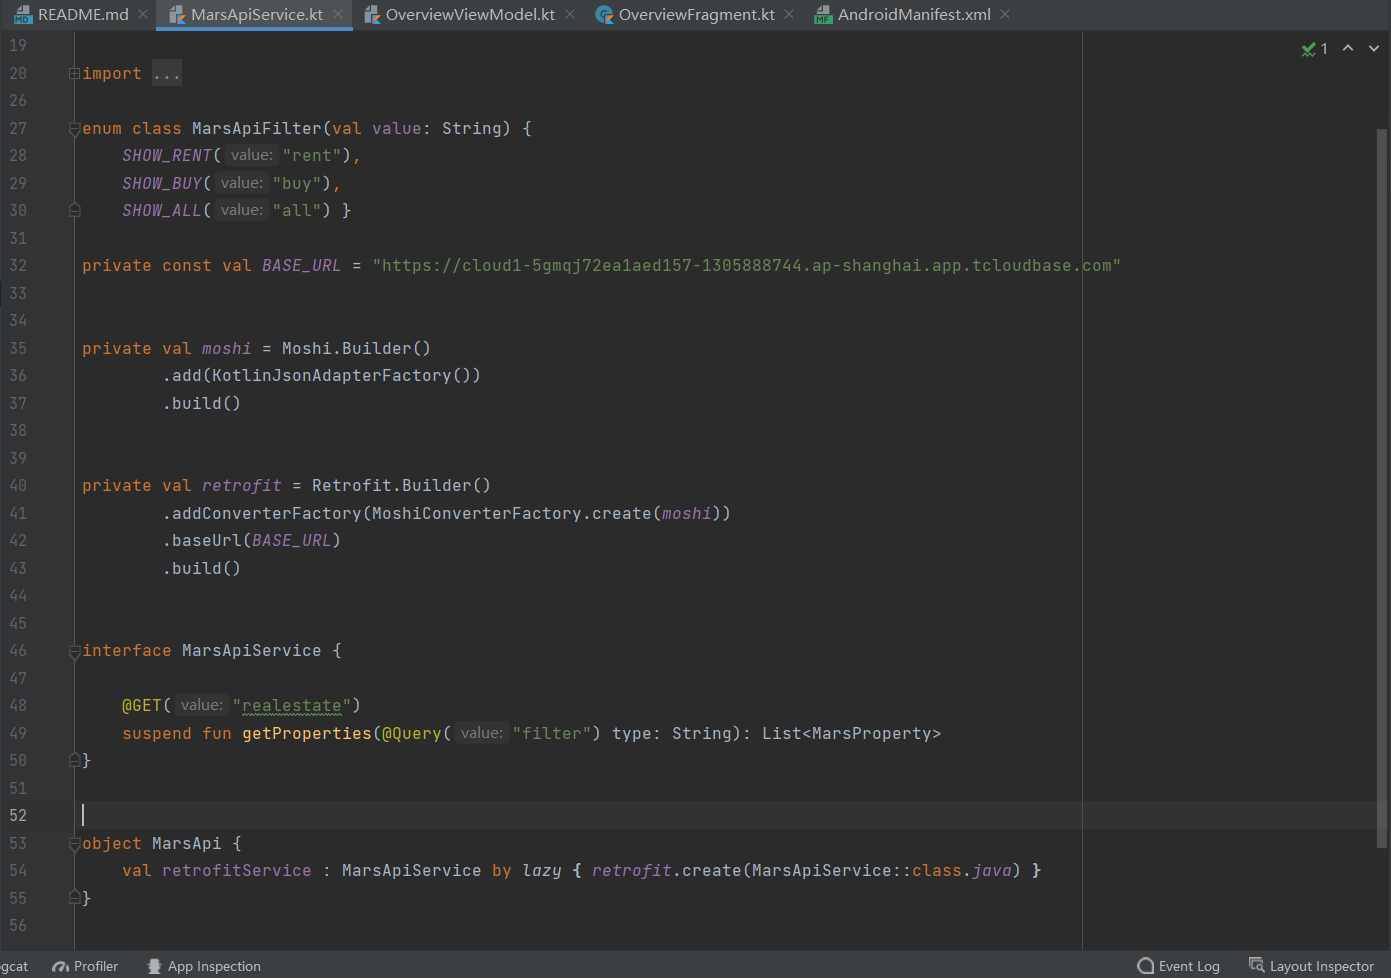 README.md MarsApiService.kt OverviewViewModel.kt OverviewFragment.kt AndroidManifest.xml
19
1
20 import ...
26
27 enum class MarsApiFilter(val value: String) {
28 SHOW_RENT( value: "rent"),
29 SHOW_BUY( value: "buy"),
30 SHOW_ALL( value: "all") }
31
32 private const val BASE_URL = "https://cloud1-5gmqj72ea1aed157-1305888744.ap-shanghai.app.tcloudbase.com"
33
34
35 private val moshi = Moshi.Builder()
36 .add(KotlinJsonAdapterFactory())
37 .build()
38
39
40 private val retrofit = Retrofit.Builder()
41 .addConverterFactory(MoshiConverterFactory.create(moshi))
42 .baseUrl(BASE_URL)
43 .build()
44
45
46 interface MarsApiService {
47
48 @GET( value: "realestate")
49 suspend fun getProperties(@Query( value: "filter") type: String): List<MarsProperty>
50 }
51
52
53 object MarsApi {
54 val retrofitService : MarsApiService by lazy { retrofit.create(MarsApiService::class.java) }
55 }
56
gcat Profiler App Inspection Event Log Layout Inspector